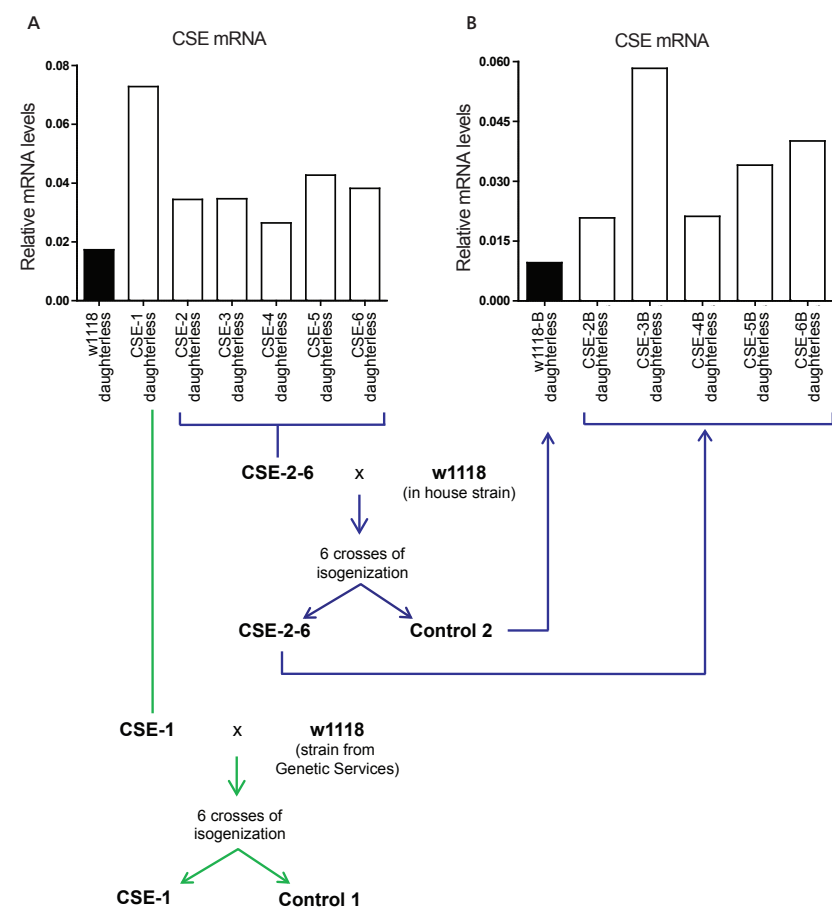 A
CSE mRNA
Relative mRNA levels
0.08
0.06
0.04
0.02
0.00
w1118
daughterless
CSE-1
daughterless
CSE-2
daughterless
CSE-3
daughterless
CSE-4
daughterless
CSE-5
daughterless
CSE-6
daughterless
B
CSE mRNA
Relative mRNA levels
0.060
0.045
0.030
0.015
0.000
w1118-B
daughterless
CSE-2B
daughterless
CSE-3B
daughterless
CSE-4B
daughterless
CSE-5B
daughterless
CSE-6B
daughterless
CSE-2-6 x w1118
(in house strain)
6 crosses of
isogenization
CSE-2-6 Control 2
CSE-1 x w1118
(strain from
Genetic Services)
6 crosses of
isogenization
CSE-1 Control 1